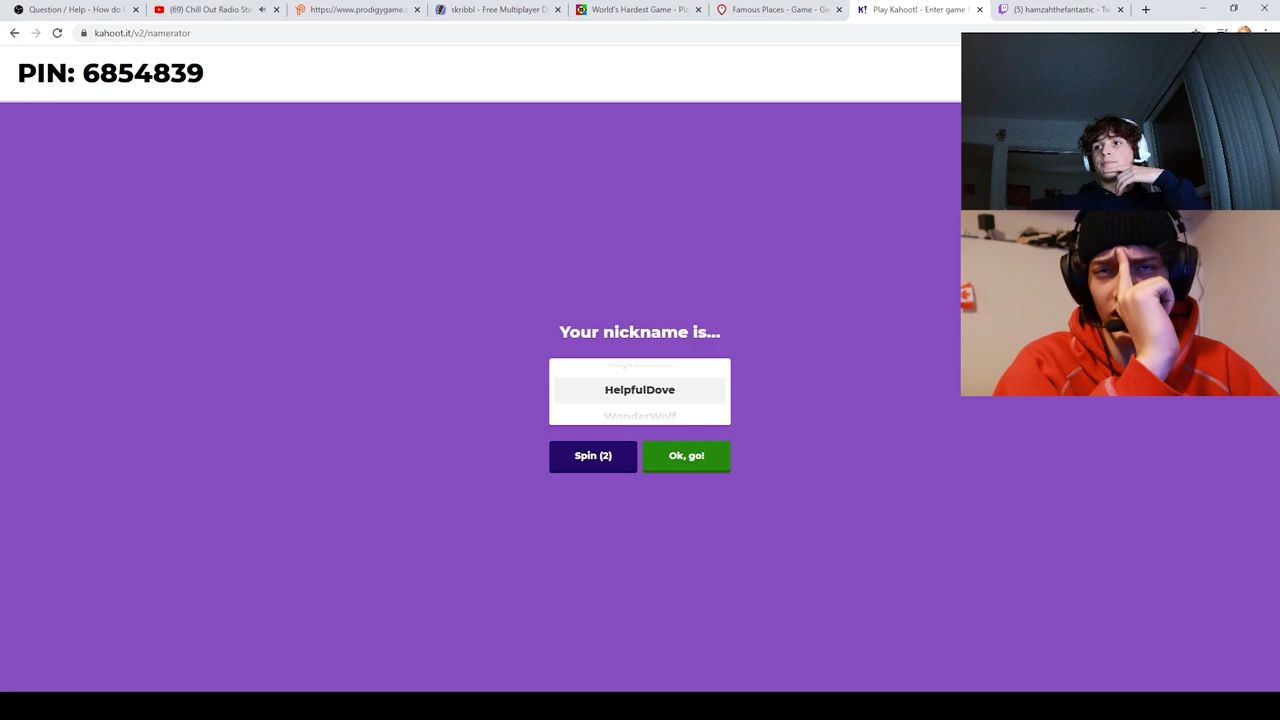 Question / Help - How do
(69) Chill Out Radio Sta
https://www.prodigygame.c
skribbl - Free Multiplayer D
World's Hardest Game - Pla
Famous Places - Game - Ge
Play Kahoot! - Enter game P
(5) hamzahthefantastic - Tw
kahoot.it/v2/namerator
PIN: 6854839
Your nickname is...
HelpfulDove
WonderWolf
Spin (2)
Ok, go!